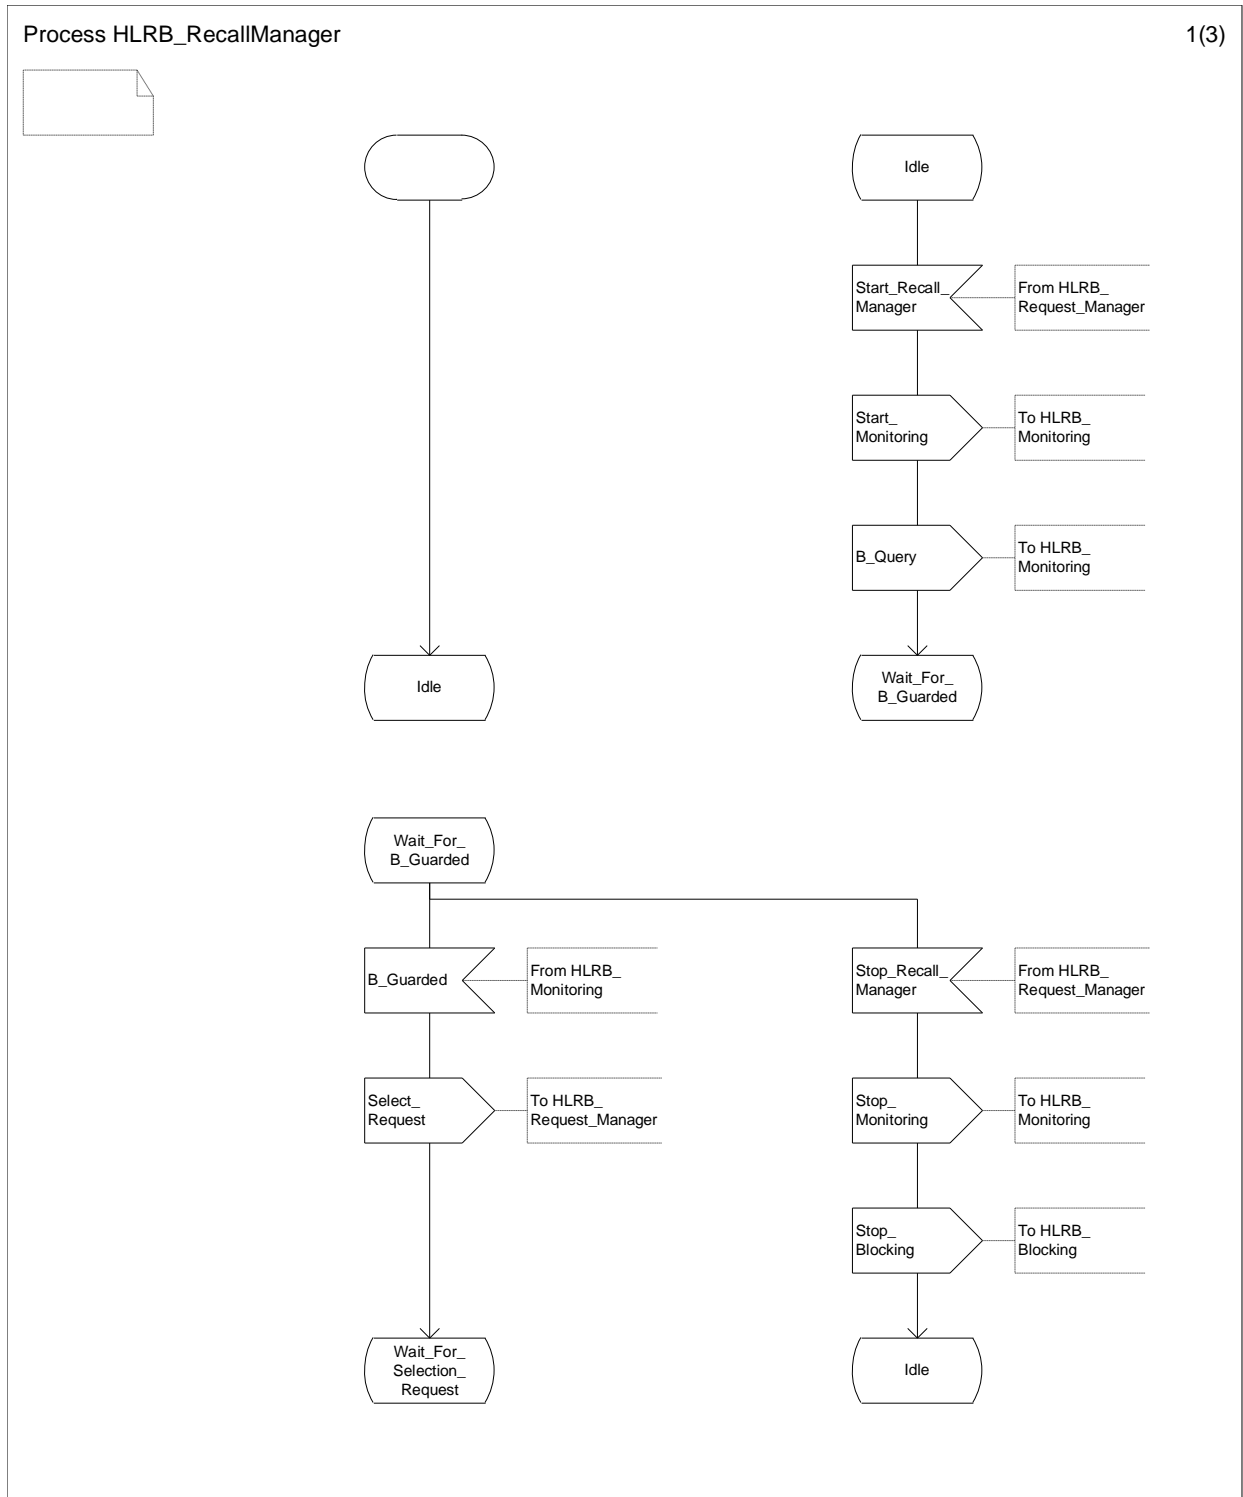 Process HLRB_RecallManager
1(3)
Idle
Start_Recall_
Manager
From HLRB_
Request_Manager
Start_
Monitoring
To HLRB_
Monitoring
B_Query
To HLRB_
Monitoring
Idle
Wait_For_
B_Guarded
Wait_For_
B_Guarded
B_Guarded
From HLRB_
Monitoring
Stop_Recall_
Manager
From HLRB_
Request_Manager
Select_
Request
To HLRB_
Request_Manager
Stop_
Monitoring
To HLRB_
Monitoring
Stop_
Blocking
To HLRB_
Blocking
Wait_For_
Selection_
Request
Idle